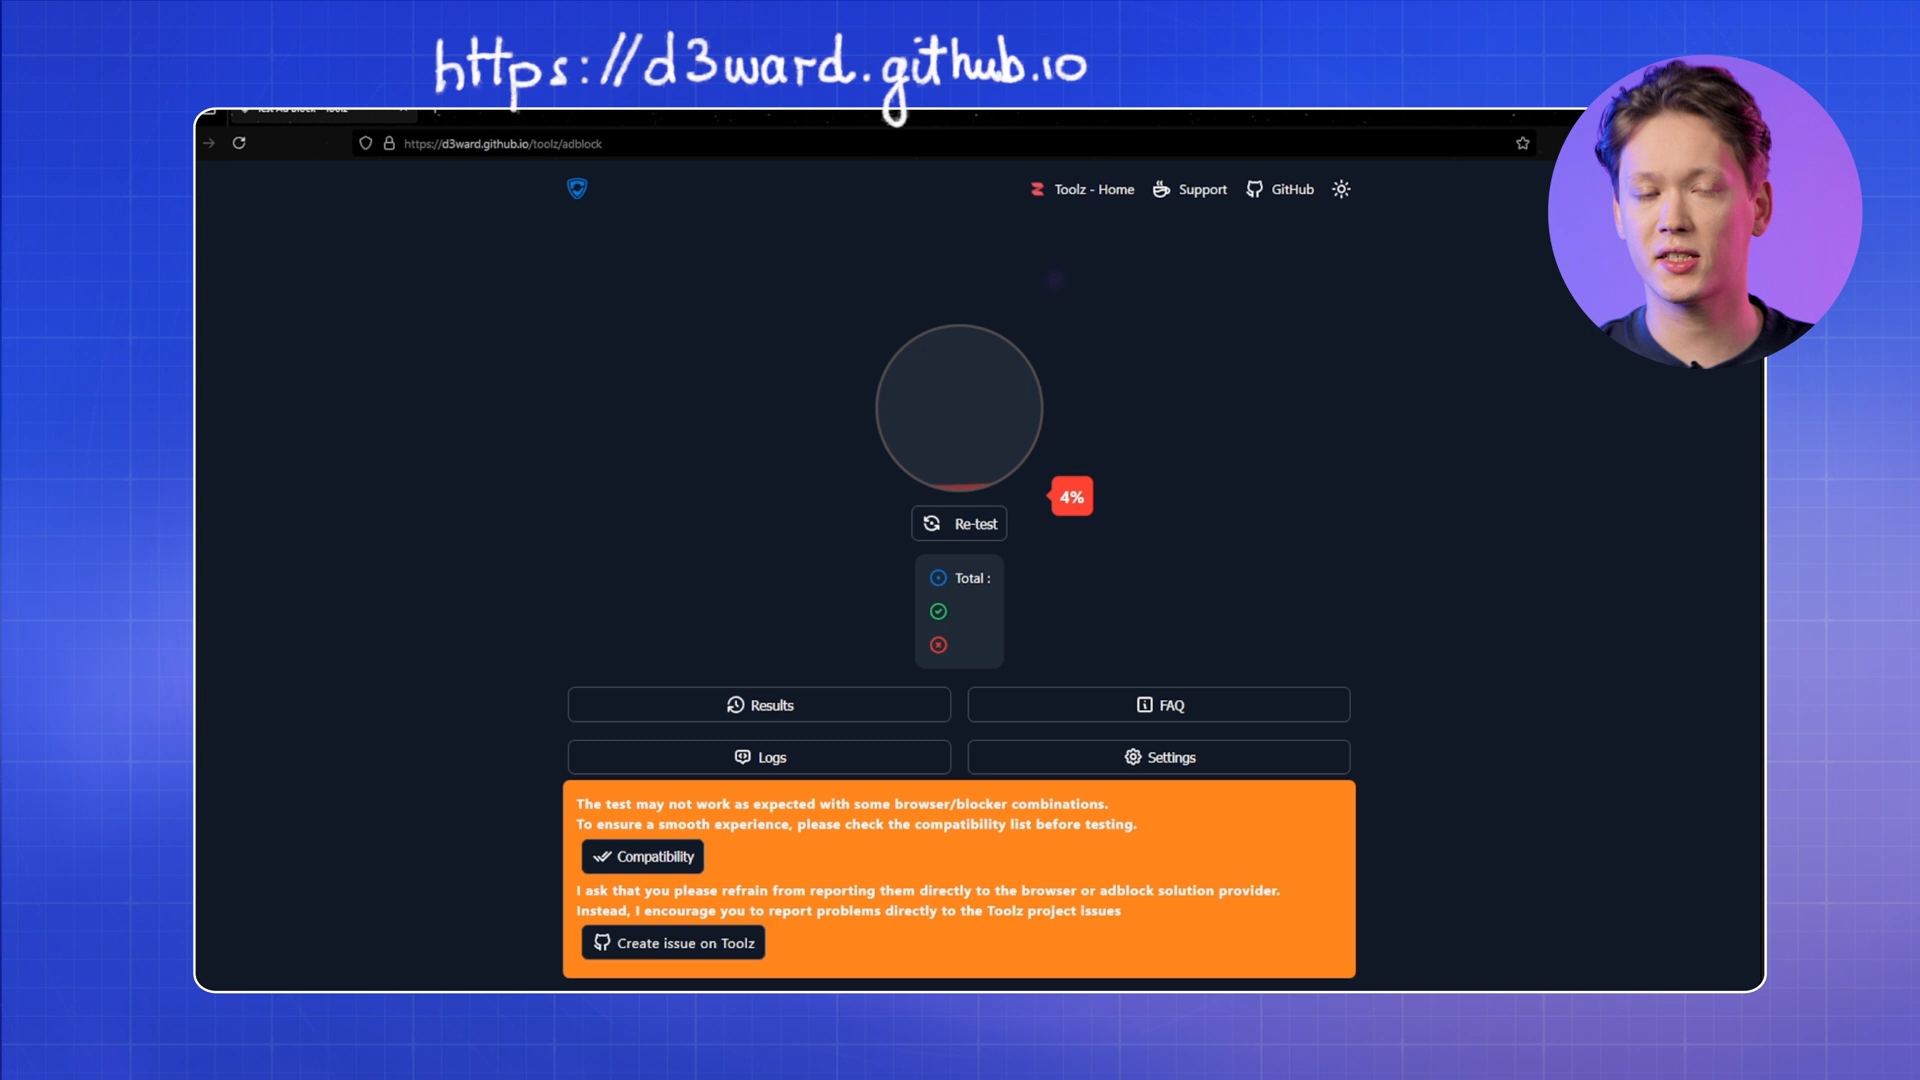 https://d3ward.github.io
Test Ad Block - Toolz
https://d3ward.github.io/toolz/adblock
Toolz - Home Support GitHub
4%
Re-test
Total :
Results FAQ
Logs Settings
The test may not work as expected with some browser/blocker combinations.
To ensure a smooth experience, please check the compatibility list before testing.
Compatibility
I ask that you please refrain from reporting them directly to the browser or adblock solution provider.
Instead, I encourage you to report problems directly to the Toolz project issues
Create issue on Toolz